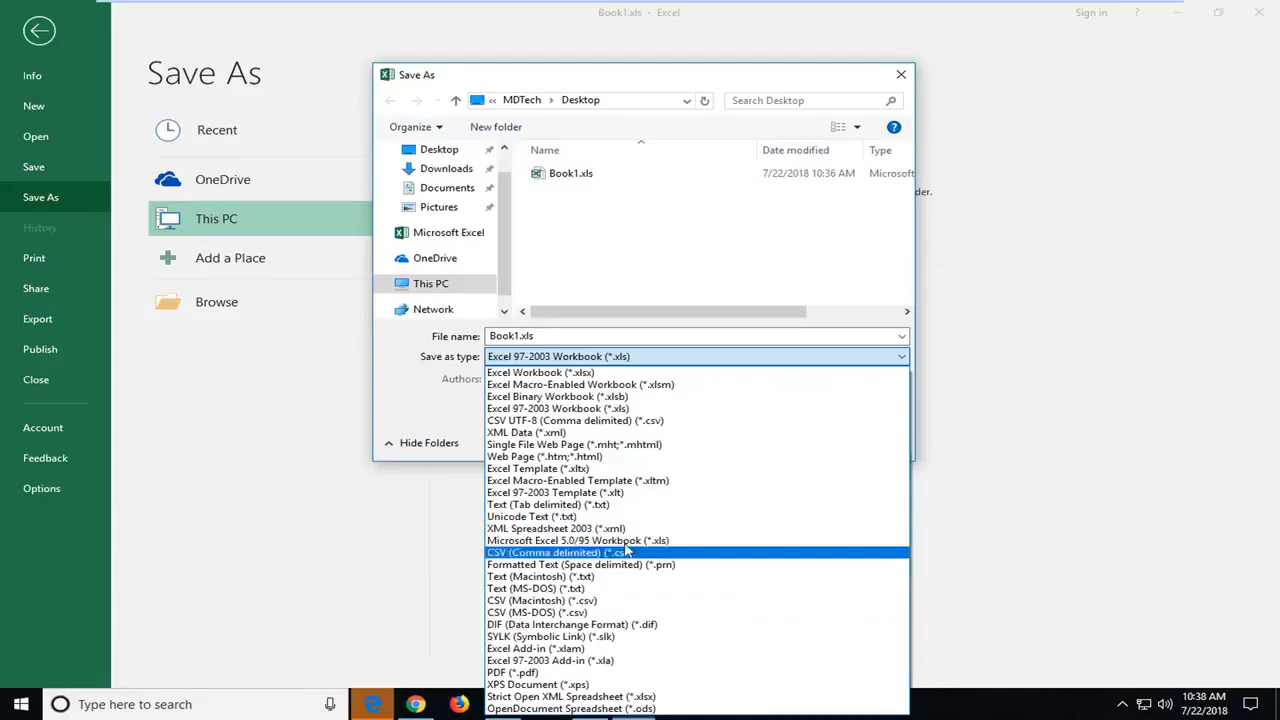 Book1.xls - Excel
Sign in
?
Info
New
Open
Save
Save As
History
Print
Share
Export
Publish
Close
Account
Feedback
Options
Save As
Recent
OneDrive
This PC
Add a Place
Browse
der.
Save As
MDTech
Desktop
Search Desktop
Organize
New folder
?
Desktop
Downloads
Documents
Pictures
Microsoft Excel
OneDrive
This PC
Network
Name
Date modified
Type
Book1.xls
7/22/2018 10:36 AM
Microsoft
File name:
Book1.xls
Save as type:
Excel 97-2003 Workbook (*.xls)
Authors:
Hide Folders
Excel Workbook (*.xlsx)
Excel Macro-Enabled Workbook (*.xlsm)
Excel Binary Workbook (*.xlsb)
Excel 97-2003 Workbook (*.xls)
CSV UTF-8 (Comma delimited) (*.csv)
XML Data (*.xml)
Single File Web Page (*.mht;*.mhtml)
Web Page (*.htm;*.html)
Excel Template (*.xltx)
Excel Macro-Enabled Template (*.xltm)
Excel 97-2003 Template (*.xlt)
Text (Tab delimited) (*.txt)
Unicode Text (*.txt)
XML Spreadsheet 2003 (*.xml)
Microsoft Excel 5.0/95 Workbook (*.xls)
CSV (Comma delimited) (*.cs
Formatted Text (Space delimited) (*.prn)
Text (Macintosh) (*.txt)
Text (MS-DOS) (*.txt)
CSV (Macintosh) (*.csv)
CSV (MS-DOS) (*.csv)
DIF (Data Interchange Format) (*.dif)
SYLK (Symbolic Link) (*.slk)
Excel Add-in (*.xlam)
Excel 97-2003 Add-in (*.xla)
PDF (*.pdf)
XPS Document (*.xps)
Strict Open XML Spreadsheet (*.xlsx)
OpenDocument Spreadsheet (*.ods)
Type here to search
10:38 AM
7/22/2018